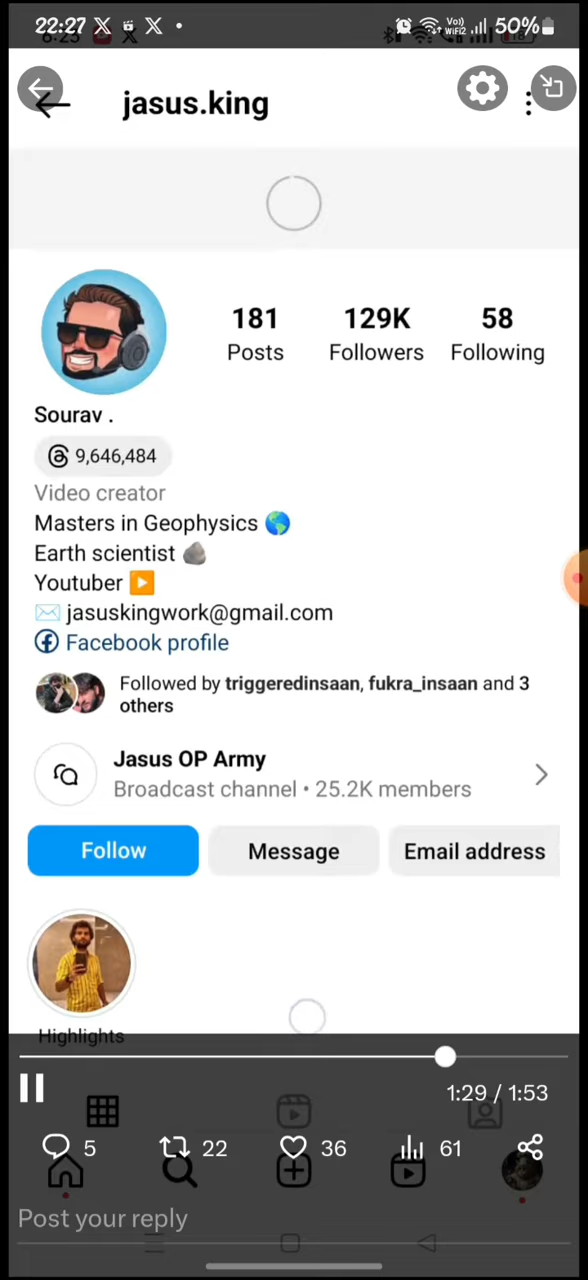 22:27 50%
Vo))
WiFi2
jasus.king
181
129K
58
Posts
Followers
Following
Sourav .
9,646,484
Video creator
Masters in Geophysics 🌎
Earth scientist 🪨
Youtuber ▶️
✉️ jasuskingwork@gmail.com
Facebook profile
Followed by triggeredinsaan, fukra_insaan and 3
others
Jasus OP Army
Broadcast channel • 25.2K members
Follow
Message
Email address
Highlights
1:29 / 1:53
5
22
36
61
Post your reply